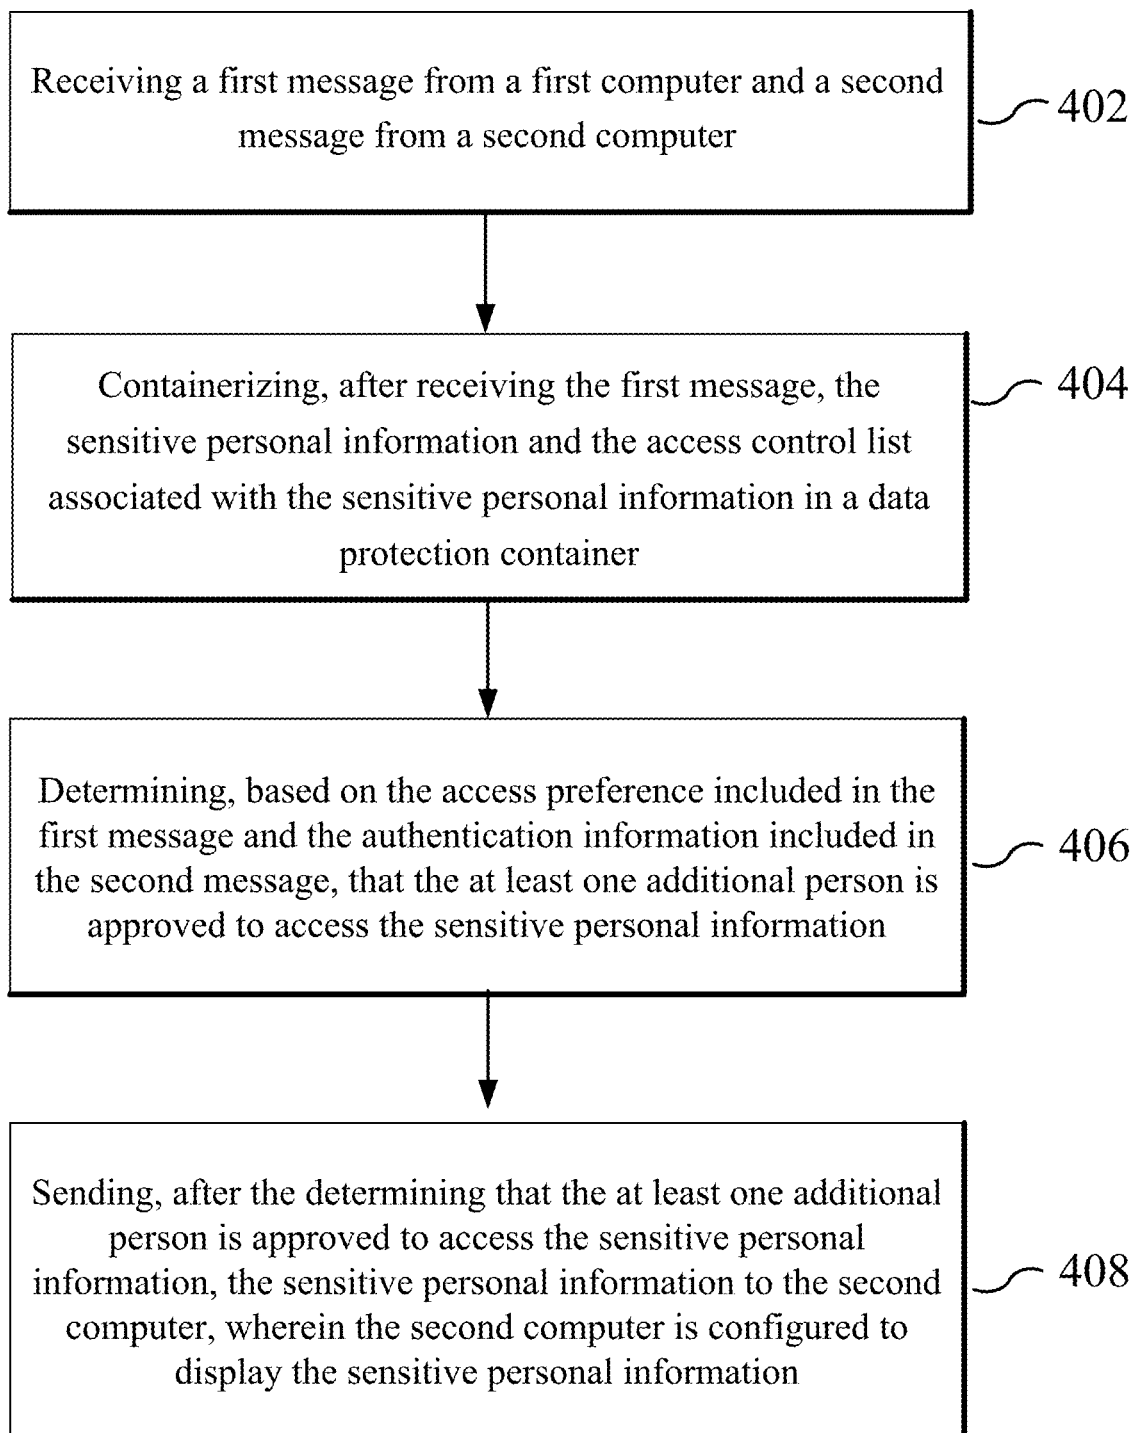 Receiving a first message from a first computer and a second
message from a second computer
402
Containerizing, after receiving the first message, the
sensitive personal information and the access control list
associated with the sensitive personal information in a data
protection container
404
Determining, based on the access preference included in the
first message and the authentication information included in
the second message, that the at least one additional person is
approved to access the sensitive personal information
406
Sending, after the determining that the at least one additional
person is approved to access the sensitive personal
information, the sensitive personal information to the second
computer, wherein the second computer is configured to
display the sensitive personal information
408